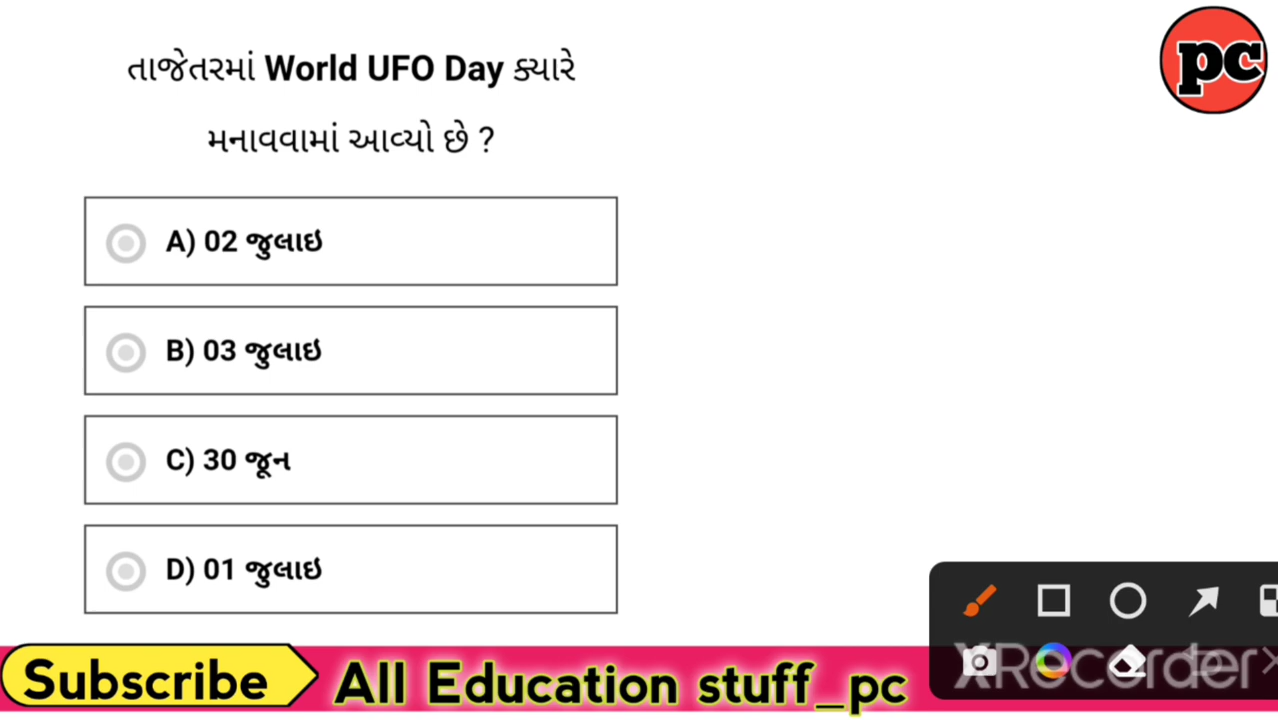 pc
તાજેતરમાં World UFO Day ક્યારે
મનાવવામાં આવ્યો છે ?
A) 02 જુલાઇ
B) 03 જુલાઇ
C) 30 જૂન
D) 01 જુલાઇ
XRecorder
Subscribe All Education stuff_pc